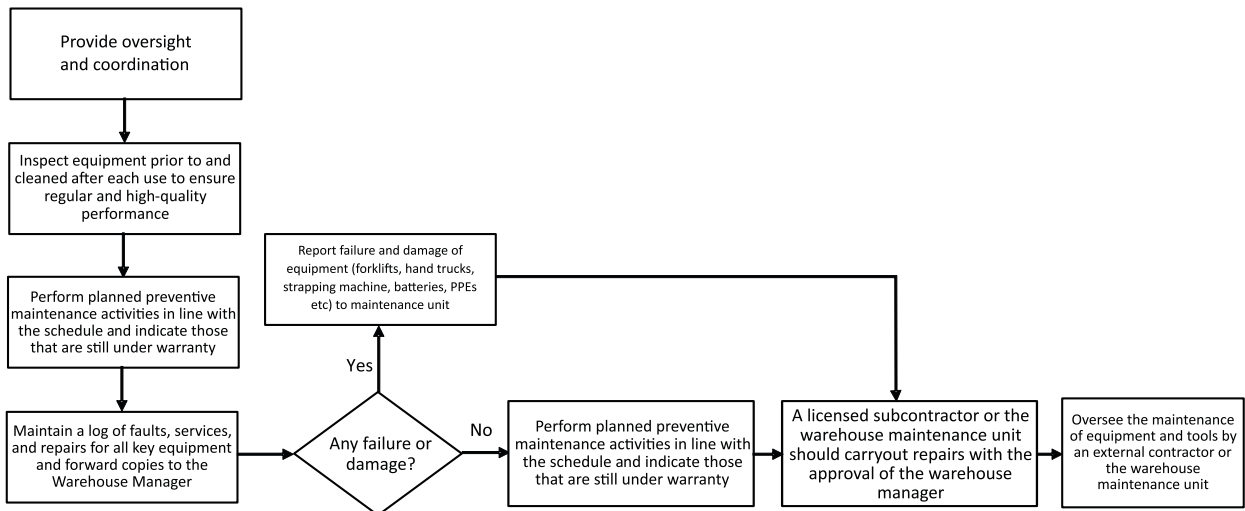 Provide oversight
and coordination
Inspect equipment prior to and
cleaned after each use to ensure
regular and high-quality
performance
Perform planned preventive
maintenance activities in line with
the schedule and indicate those
that are still under warranty
Maintain a log of faults, services,
and repairs for all key equipment
and forward copies to the
Warehouse Manager
Any failure or
damage?
Yes
Report failure and damage of
equipment (forklifts, hand trucks,
strapping machine, batteries, PPEs
etc) to maintenance unit
No
Perform planned preventive
maintenance activities in line with
the schedule and indicate those
that are still under warranty
A licensed subcontractor or the
warehouse maintenance unit
should carryout repairs with the
approval of the warehouse
manager
Oversee the maintenance
of equipment and tools by
an external contractor or
the warehouse
maintenance unit